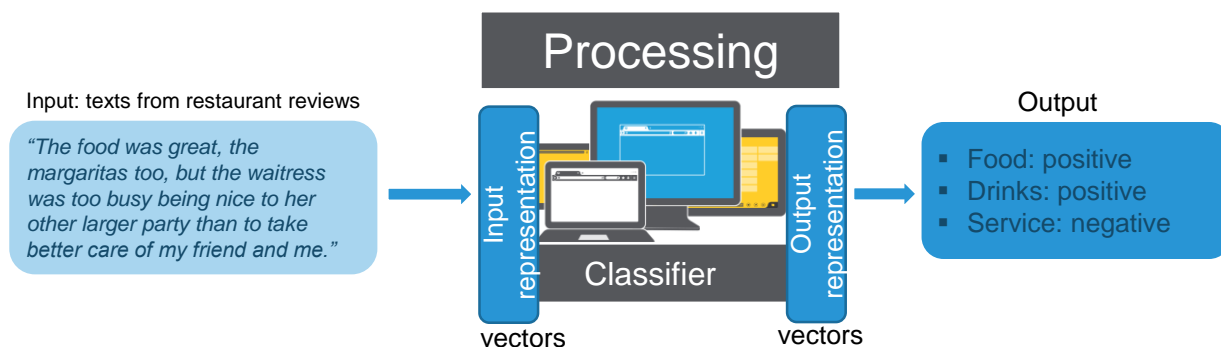 Processing
Input: texts from restaurant reviews
“The food was great, the
margaritas too, but the waitress
was too busy being nice to her
other larger party than to take
better care of my friend and me.”
Input
representation
vectors
Classifier
Output
representation
vectors
Output
▪ Food: positive
▪ Drinks: positive
▪ Service: negative